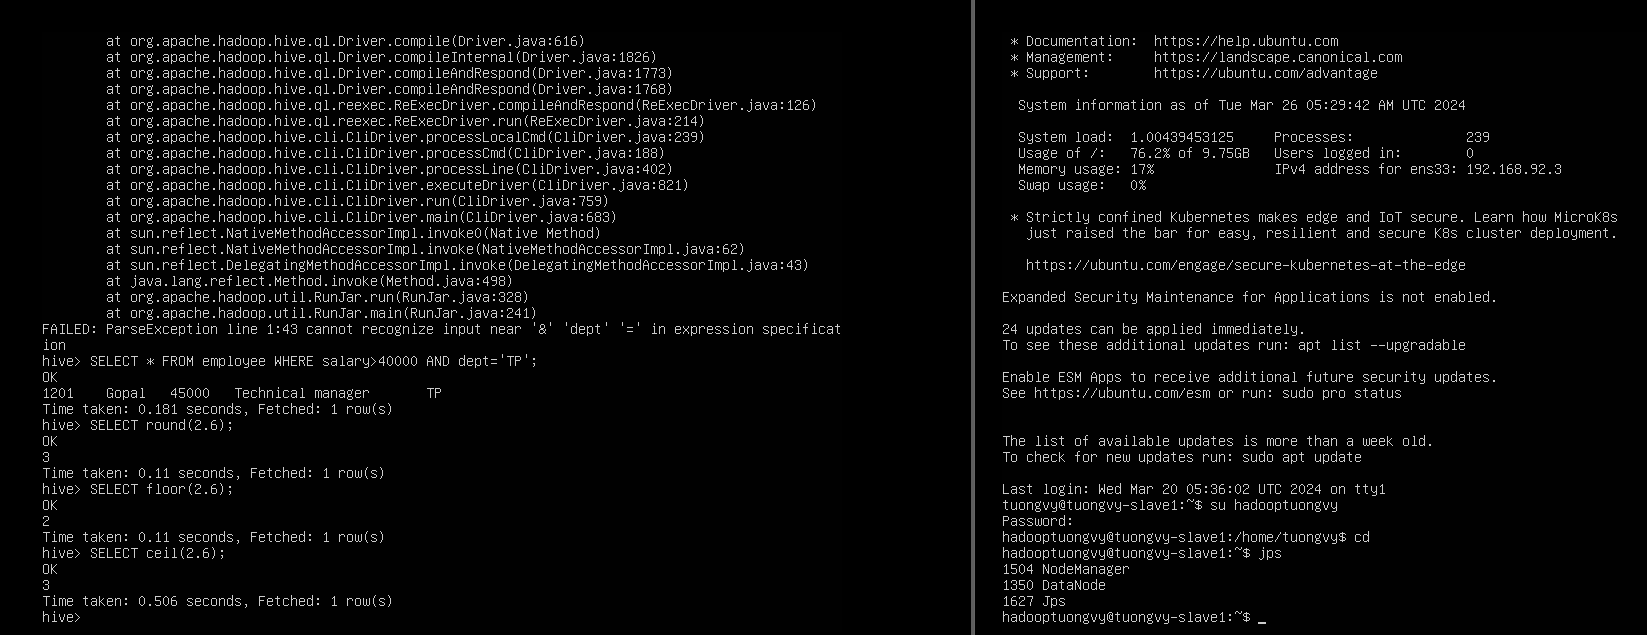 at org.apache.hadoop.hive.ql.Driver.compile(Driver.java:616)
at org.apache.hadoop.hive.ql.Driver.compileInternal(Driver.java:1826)
at org.apache.hadoop.hive.ql.Driver.compileAndRespond(Driver.java:1773)
at org.apache.hadoop.hive.ql.Driver.compileAndRespond(Driver.java:1768)
at org.apache.hadoop.hive.ql.reexec.ReExecDriver.compileAndRespond(ReExecDriver.java:126)
at org.apache.hadoop.hive.ql.reexec.ReExecDriver.run(ReExecDriver.java:214)
at org.apache.hadoop.hive.cli.CliDriver.processLocalCmd(CliDriver.java:239)
at org.apache.hadoop.hive.cli.CliDriver.processCmd(CliDriver.java:188)
at org.apache.hadoop.hive.cli.CliDriver.processLine(CliDriver.java:402)
at org.apache.hadoop.hive.cli.CliDriver.executeDriver(CliDriver.java:821)
at org.apache.hadoop.hive.cli.CliDriver.run(CliDriver.java:759)
at org.apache.hadoop.hive.cli.CliDriver.main(CliDriver.java:683)
at sun.reflect.NativeMethodAccessorImpl.invoke0(Native Method)
at sun.reflect.NativeMethodAccessorImpl.invoke(NativeMethodAccessorImpl.java:62)
at sun.reflect.DelegatingMethodAccessorImpl.invoke(DelegatingMethodAccessorImpl.java:43)
at java.lang.reflect.Method.invoke(Method.java:498)
at org.apache.hadoop.util.RunJar.run(RunJar.java:328)
at org.apache.hadoop.util.RunJar.main(RunJar.java:241)
FAILED: ParseException line 1:43 cannot recognize input near '&' 'dept' '=' in expression specificat
ion
hive> SELECT * FROM employee WHERE salary>40000 AND dept='TP';
OK
1201 Gopal 45000 Technical manager TP
Time taken: 0.181 seconds, Fetched: 1 row(s)
hive> SELECT round(2.6);
OK
3
Time taken: 0.11 seconds, Fetched: 1 row(s)
hive> SELECT floor(2.6);
OK
2
Time taken: 0.11 seconds, Fetched: 1 row(s)
hive> SELECT ceil(2.6);
OK
3
Time taken: 0.506 seconds, Fetched: 1 row(s)
hive>
* Documentation: https://help.ubuntu.com
* Management: https://landscape.canonical.com
* Support: https://ubuntu.com/advantage
System information as of Tue Mar 26 05:29:42 AM UTC 2024
System load: 1.00439453125 Processes: 239
Usage of /: 76.2% of 9.75GB Users logged in: 0
Memory usage: 17% IPv4 address for ens33: 192.168.92.3
Swap usage: 0%
* Strictly confined Kubernetes makes edge and IoT secure. Learn how MicroK8s
just raised the bar for easy, resilient and secure K8s cluster deployment.
https://ubuntu.com/engage/secure-kubernetes-at-the-edge
Expanded Security Maintenance for Applications is not enabled.
24 updates can be applied immediately.
To see these additional updates run: apt list --upgradable
Enable ESM Apps to receive additional future security updates.
See https://ubuntu.com/esm or run: sudo pro status
The list of available updates is more than a week old.
To check for new updates run: sudo apt update
Last login: Wed Mar 20 05:36:02 UTC 2024 on tty1
tuongvy@tuongvy-slave1:~$ su hadooptuongvy
Password:
hadooptuongvy@tuongvy-slave1:/home/tuongvy$ cd
hadooptuongvy@tuongvy-slave1:~$ jps
1504 NodeManager
1350 DataNode
1627 Jps
hadooptuongvy@tuongvy-slave1:~$ _